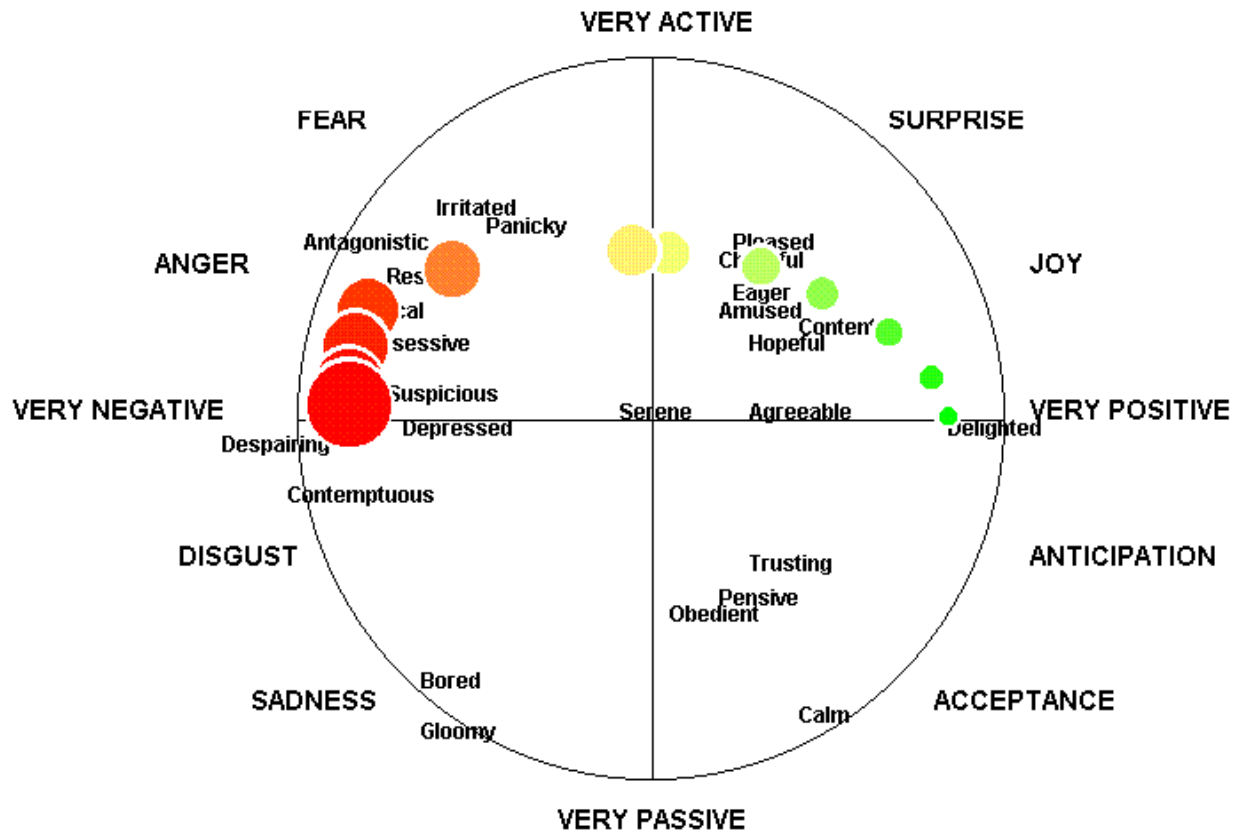 VERY ACTIVE
FEAR
SURPRISE
Irritated
Panicky
Antagonistic
Pleased
ANGER
JOY
Eager
Amused
Content
Hopeful
Suspicious
VERY NEGATIVE
Serene
Agreeable
VERY POSITIVE
Depressed
Delighted
Despairing
Contemptuous
DISGUST
ANTICIPATION
Trusting
Pensive
Obedient
Bored
SADNESS
ACCEPTANCE
Calm
Gloomy
VERY PASSIVE